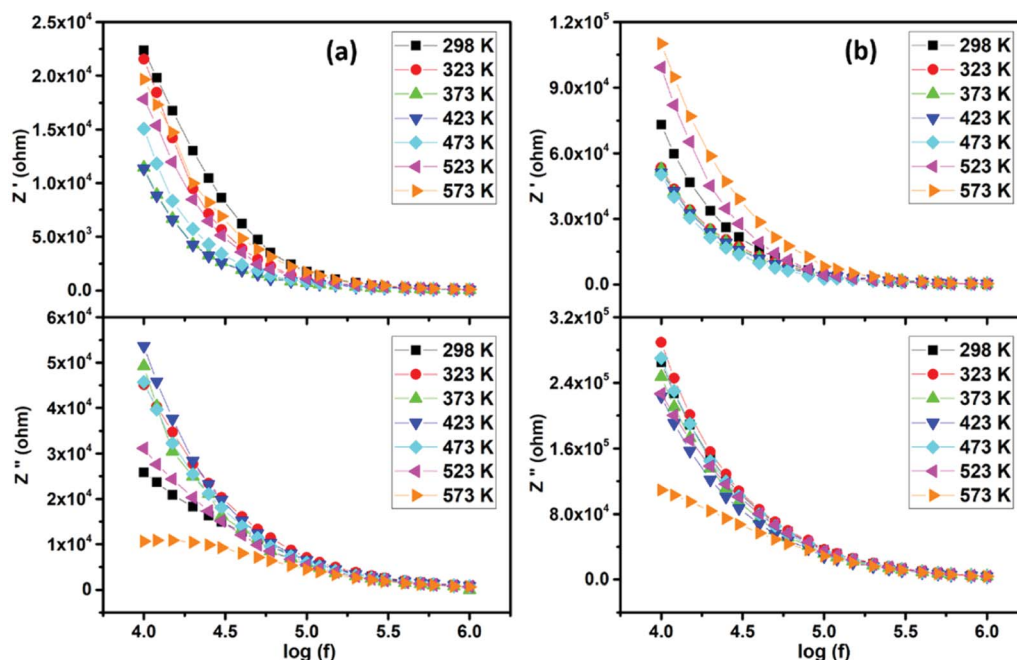 (a)
Z ' (ohm)
2.5x10⁴
2.0x10⁴
1.5x10⁴
1.0x10⁴
5.0x10³
0.0
298 K
323 K
373 K
423 K
473 K
523 K
573 K
Z " (ohm)
6x10⁴
5x10⁴
4x10⁴
3x10⁴
2x10⁴
1x10⁴
0
298 K
323 K
373 K
423 K
473 K
523 K
573 K
4.0 4.5 5.0 5.5 6.0
log (f)
(b)
Z ' (ohm)
1.2x10⁵
9.0x10⁴
6.0x10⁴
3.0x10⁴
0.0
298 K
323 K
373 K
423 K
473 K
523 K
573 K
Z " (ohm)
3.2x10⁵
2.4x10⁵
1.6x10⁵
8.0x10⁴
0.0
298 K
323 K
373 K
423 K
473 K
523 K
573 K
4.0 4.5 5.0 5.5 6.0
log (f)